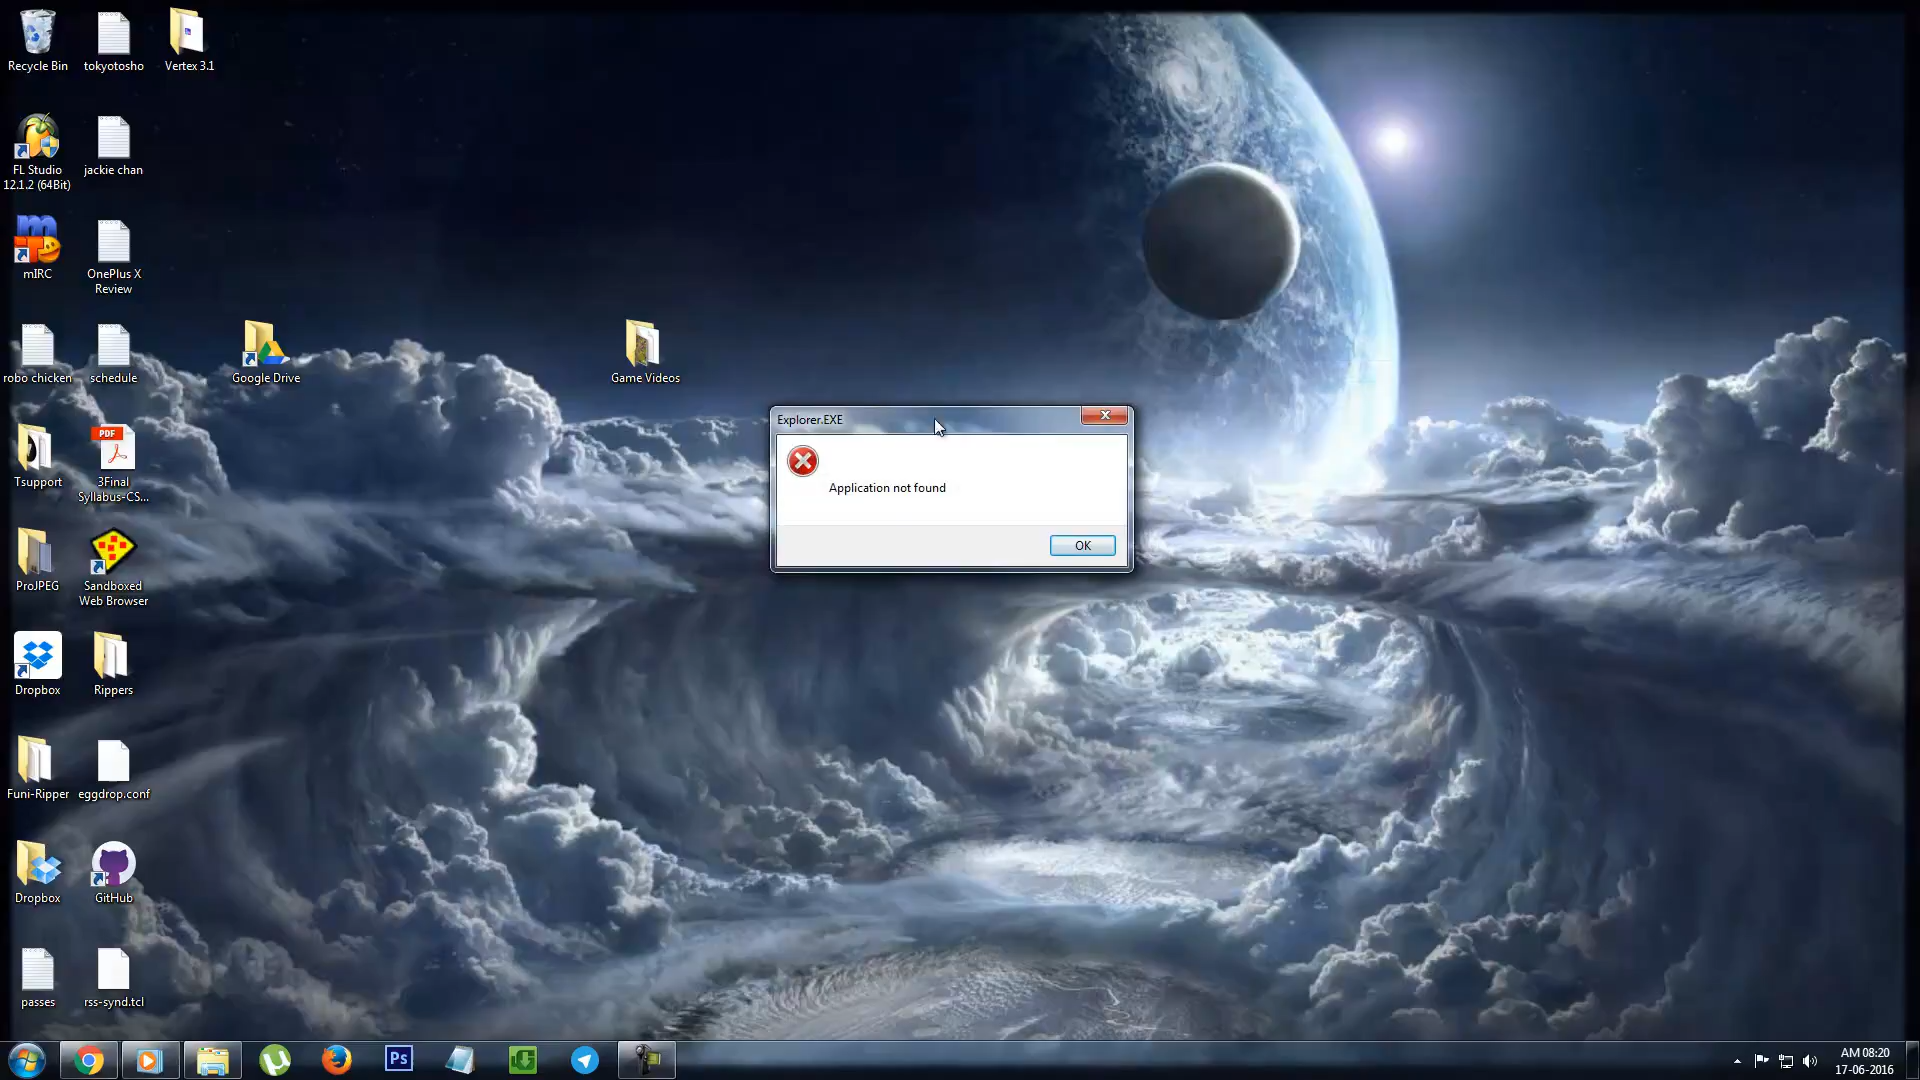 Recycle Bin
tokyotosho
Vertex 3.1
FL Studio
12.1.2 (64Bit)
jackie chan
mIRC
OnePlus X
Review
robo chicken
schedule
Google Drive
Game Videos
Explorer.EXE
Application not found
OK
Tsupport
PDF
3Final
Syllabus-CS...
ProJPEG
Sandboxed
Web Browser
Dropbox
Rippers
Funi-Ripper
eggdrop.conf
Dropbox
GitHub
passes
rss-synd.tcl
Ps
AM 08:20
17-06-2016